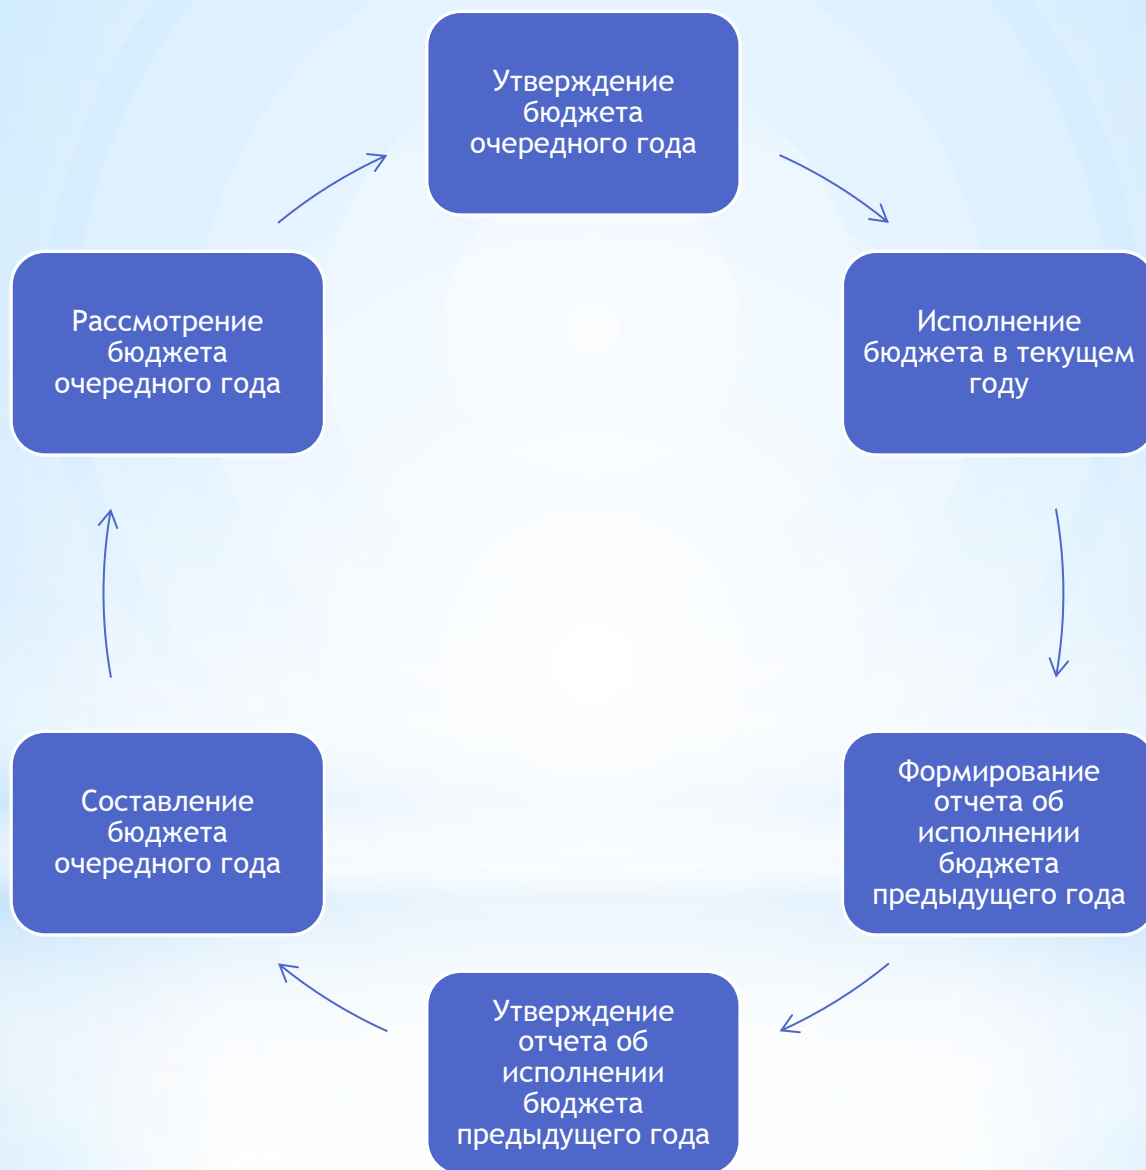 Утверждение
бюджета
очередного года
Рассмотрение
бюджета
очередного года
Исполнение
бюджета в текущем
году
Составление
бюджета
очередного года
Формирование
отчета об
исполнении
бюджета
предыдущего года
Утверждение
отчета об
исполнении
бюджета
предыдущего года